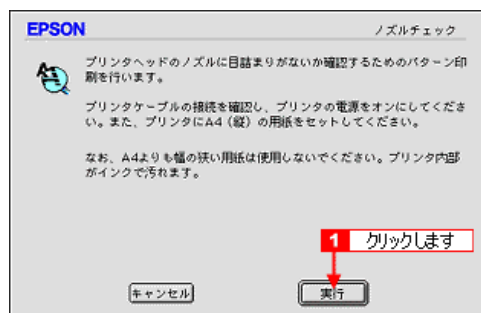 EPSON ノズルチェック
プリンタヘッドのノズルに目詰まりがないか確認するためのパターン印
刷を行います。
プリンタケーブルの接続を確認し、プリンタの電源をオンにしてくださ
い。また、プリンタにA4（縦）の用紙をセットしてください。
なお、A4よりも幅の狭い用紙は使用しないでください。プリンタ内部
がインクで汚れます。
1 クリックします
キャンセル 実行